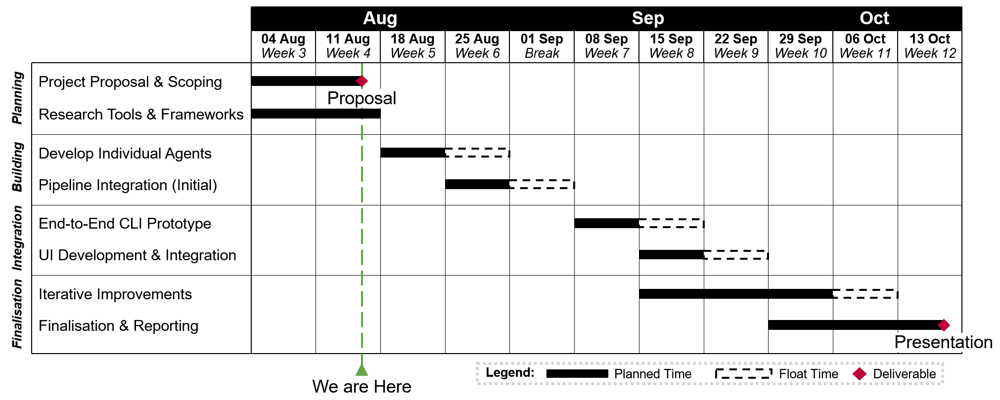 Aug Sep Oct
04 Aug 11 Aug 18 Aug 25 Aug 01 Sep 08 Sep 15 Sep 22 Sep 29 Sep 06 Oct 13 Oct
Week 3 Week 4 Week 5 Week 6 Break Week 7 Week 8 Week 9 Week 10 Week 11 Week 12
Planning
Project Proposal & Scoping
Proposal
Research Tools & Frameworks
Building
Develop Individual Agents
Pipeline Integration (Initial)
Integration
End-to-End CLI Prototype
UI Development & Integration
Finalisation
Iterative Improvements
Finalisation & Reporting
Presentation
Legend: Planned Time Float Time Deliverable
We are Here